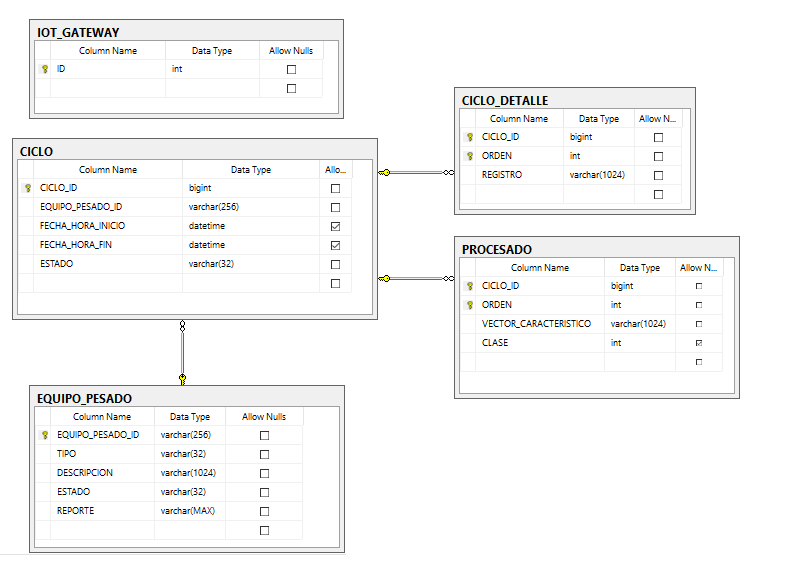 IOT_GATEWAY
Column Name Data Type Allow Nulls
ID int
CICLO_DETALLE
Column Name Data Type Allow N...
CICLO_ID bigint
ORDEN int
REGISTRO varchar(1024)
CICLO
Column Name Data Type Allo...
CICLO_ID bigint
EQUIPO_PESADO_ID varchar(256)
FECHA_HORA_INICIO datetime
FECHA_HORA_FIN datetime
ESTADO varchar(32)
PROCESADO
Column Name Data Type Allow N...
CICLO_ID bigint
ORDEN int
VECTOR_CARACTERISTICO varchar(1024)
CLASE int
EQUIPO_PESADO
Column Name Data Type Allow Nulls
EQUIPO_PESADO_ID varchar(256)
TIPO varchar(32)
DESCRIPCION varchar(1024)
ESTADO varchar(32)
REPORTE varchar(MAX)